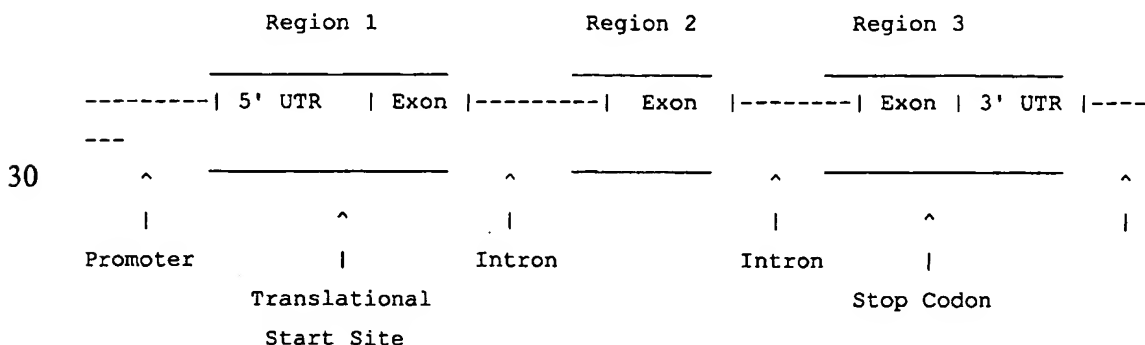 Region 1 Region 2 Region 3
---------| 5' UTR | Exon |---------| Exon |--------| Exon | 3' UTR |----
---
30 ^ ^ ^ ^
| ^ | | ^ |
Promoter | Intron Intron |
Translational Stop Codon
Start Site